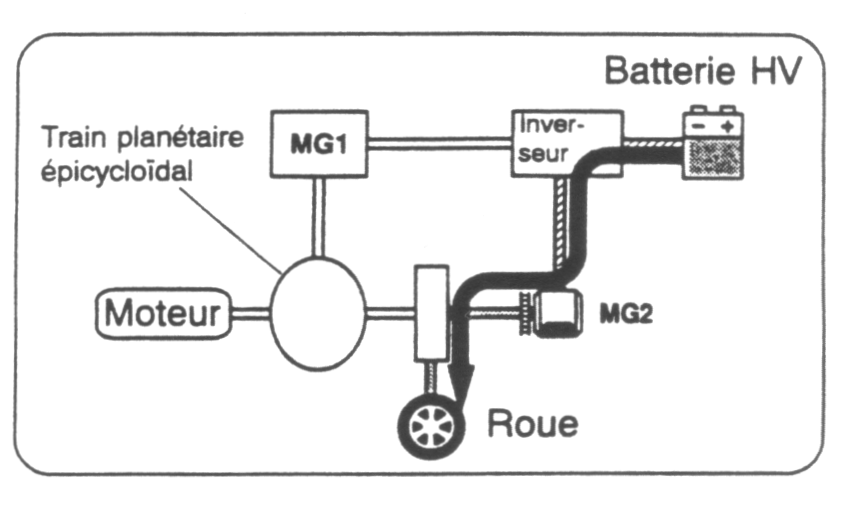 Batterie HV
Train planétaire
épicycloïdal
MG1
Inver-
seur
- +
Moteur
MG2
Roue